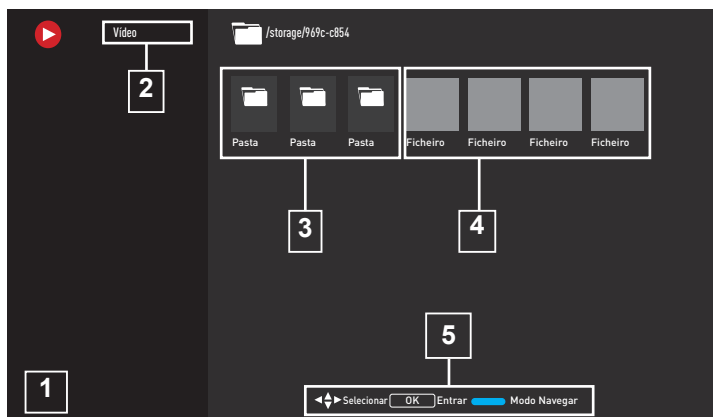 Vídeo
/storage/969c-c854
2
Pasta Pasta Pasta Ficheiro Ficheiro Ficheiro Ficheiro
3 4
5
1
Selecionar OK Entrar Modo Navegar